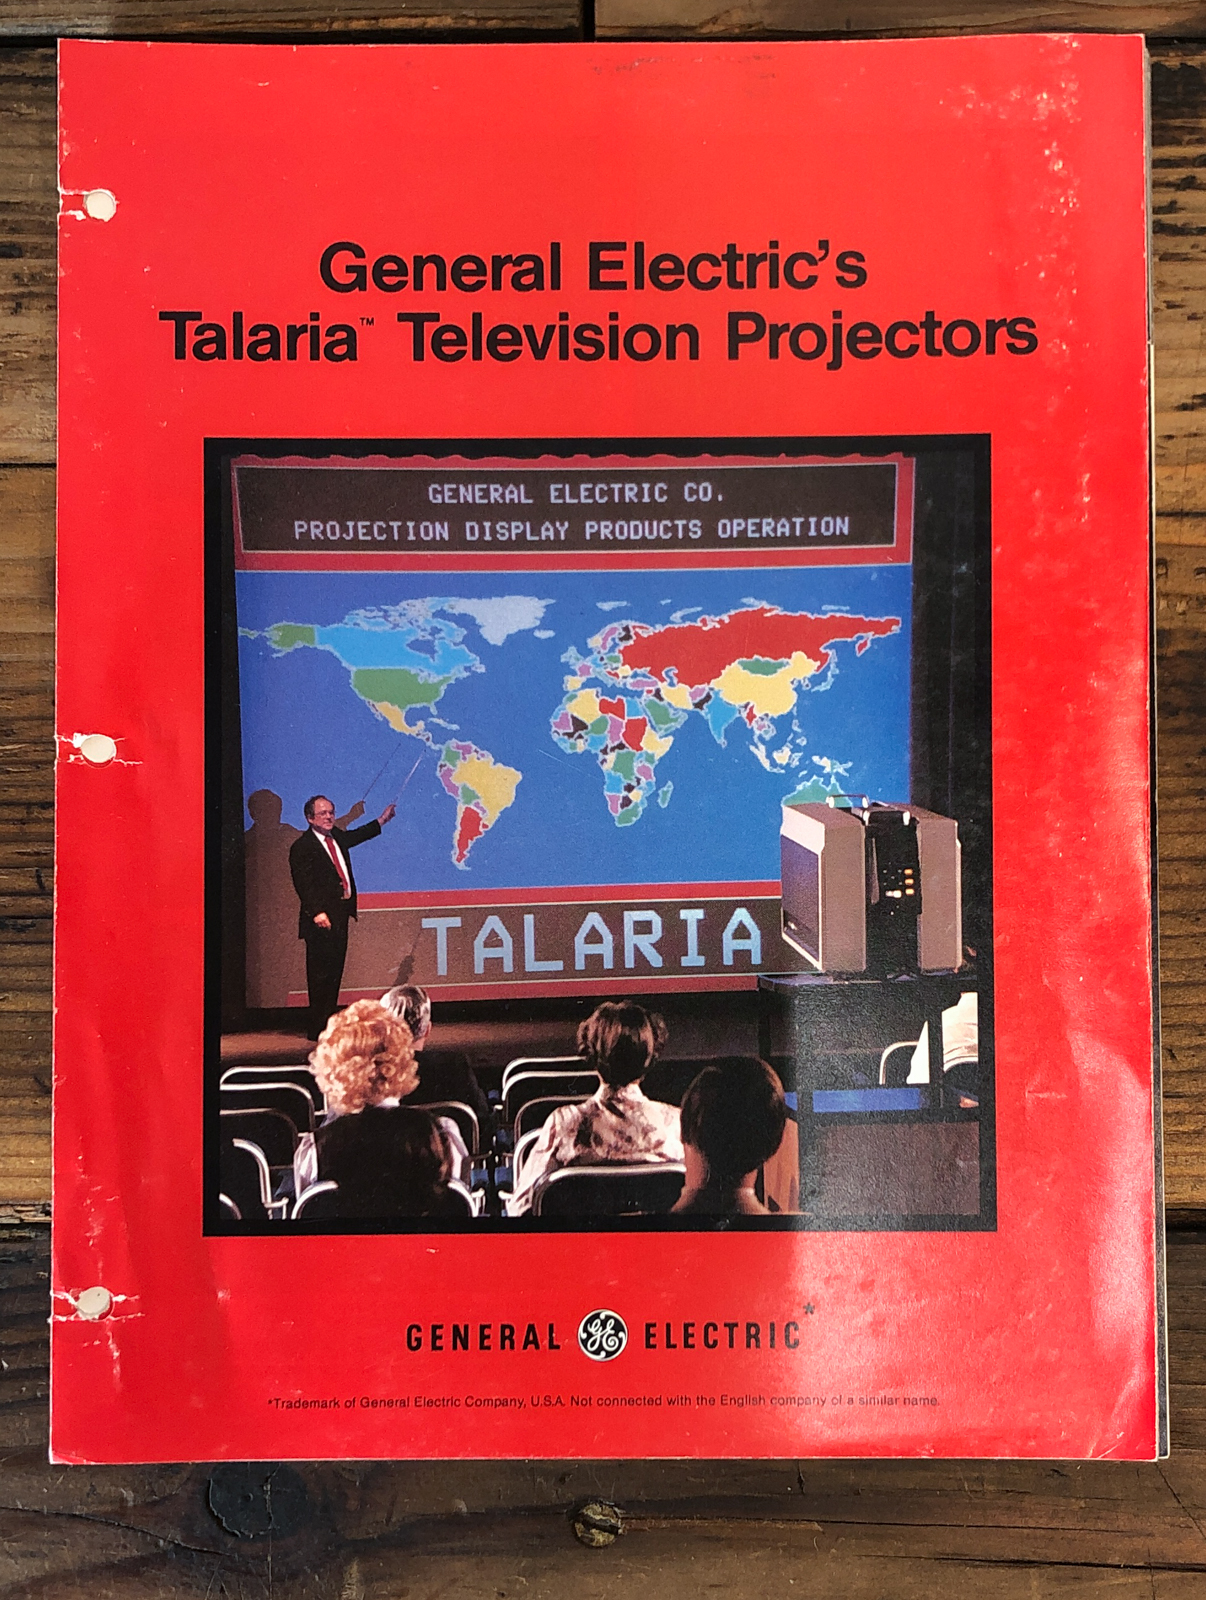 General Electric's
Talaria™ Television Projectors
GENERAL ELECTRIC CO.
PROJECTION DISPLAY PRODUCTS OPERATION
TALARIA
GENERAL GE ELECTRIC*
*Trademark of General Electric Company, U.S.A. Not connected with the English company of a similar name.